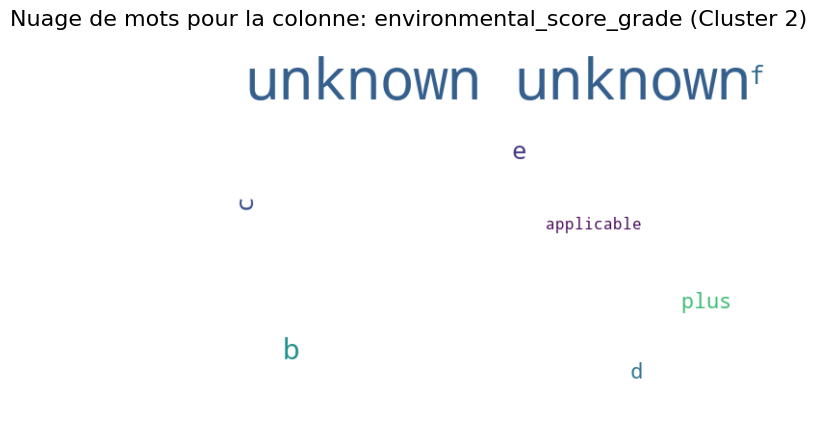 Nuage de mots pour la colonne: environmental_score_grade (Cluster 2)
unknown unknown
f
e
c
applicable
plus
b
d